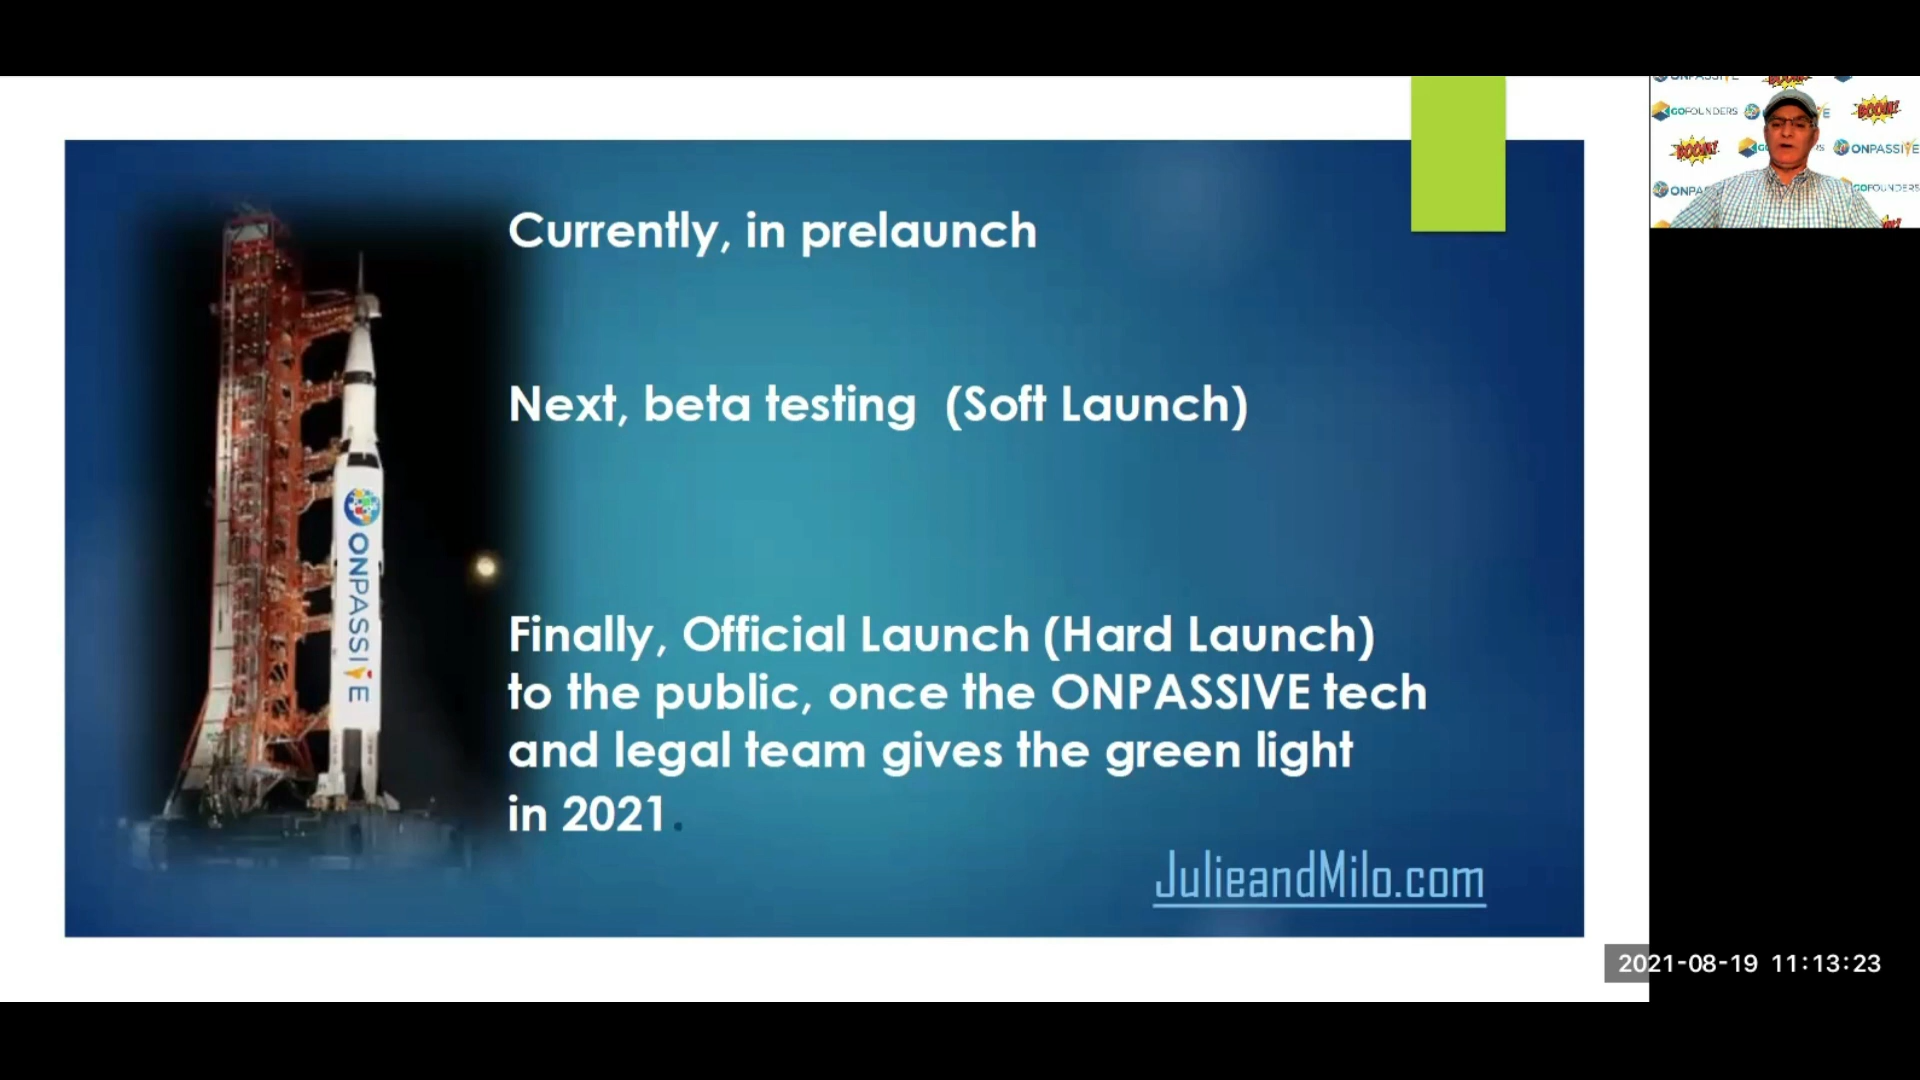 Currently, in prelaunch
Next, beta testing (Soft Launch)
Finally, Official Launch (Hard Launch)
to the public, once the ONPASSIVE tech
and legal team gives the green light
in 2021.
JulieandMilo.com
ONPASSIVE
ONPASSIVE
BOOM!
GOFOUNDERS
BOOM!
BOOM!
ONPASSIVE
GOFOUNDERS
2021-08-19 11:13:23